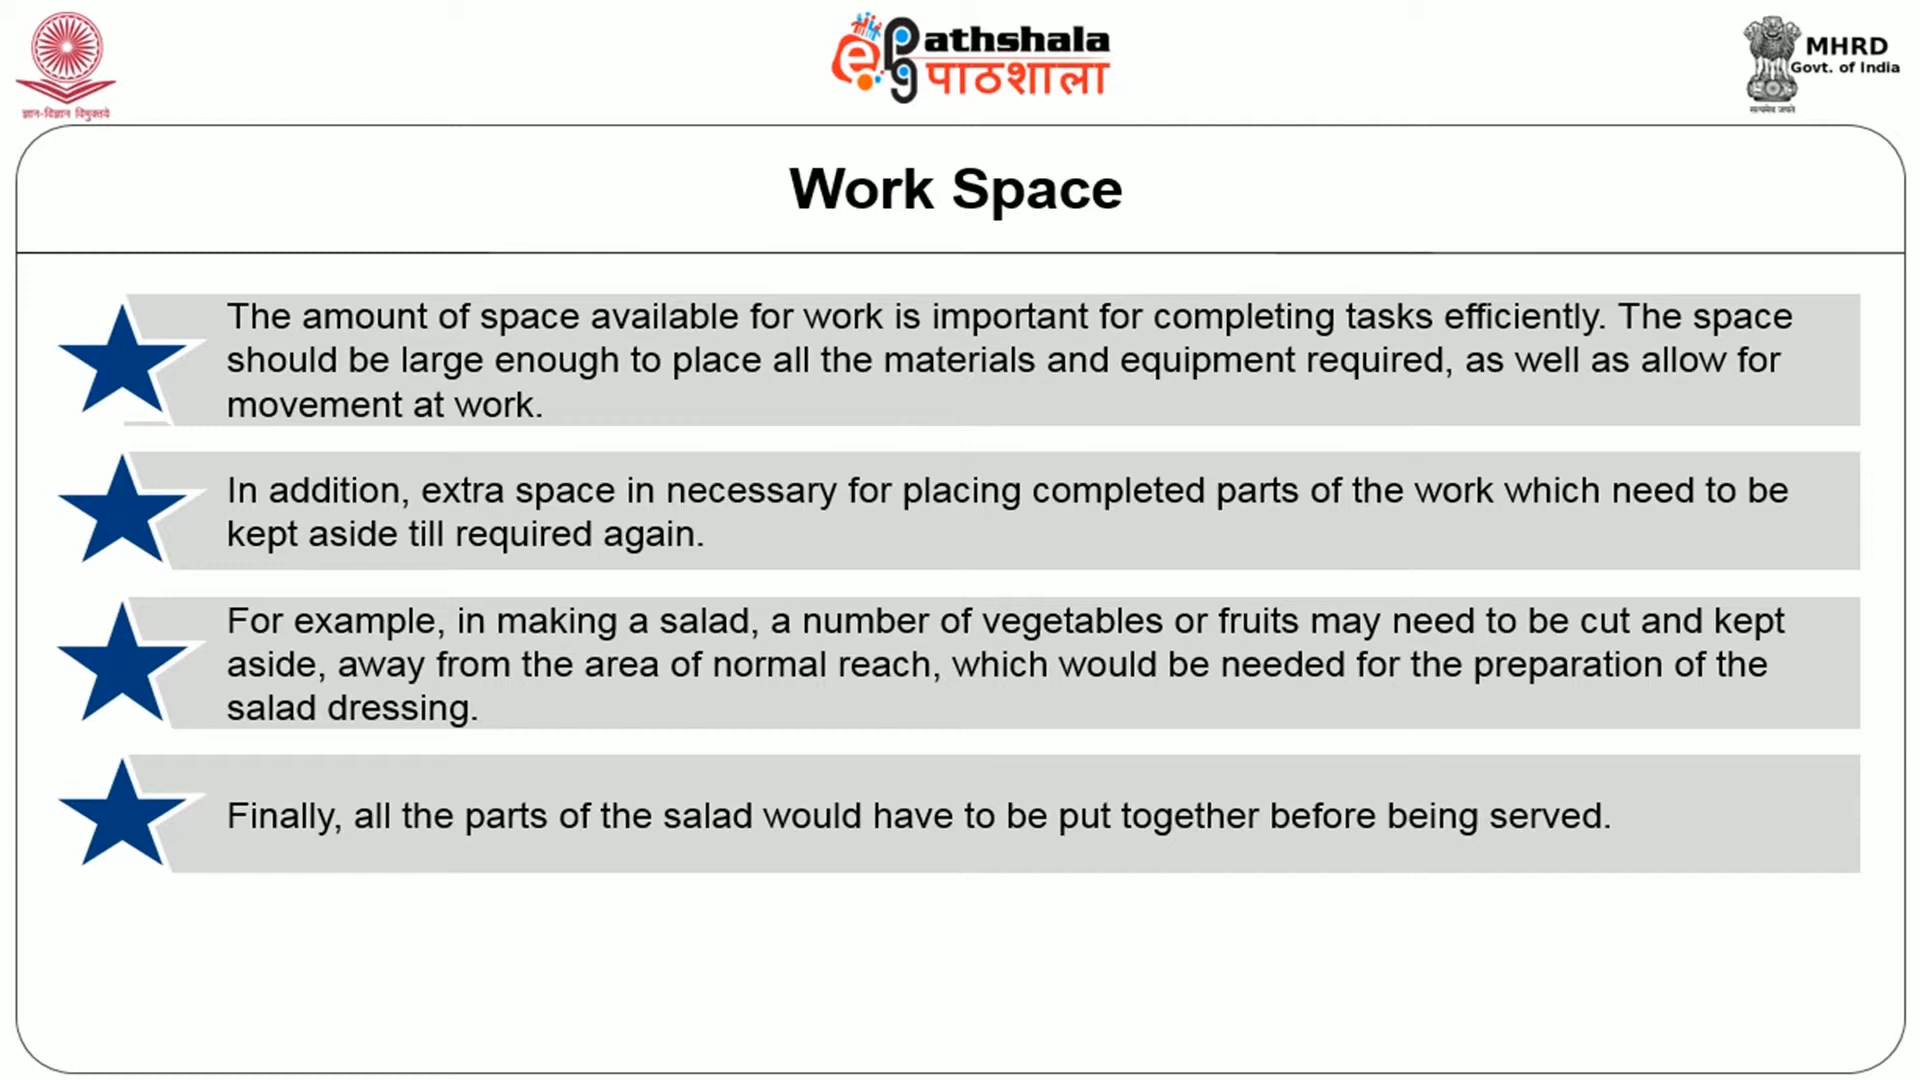 ज्ञान-विज्ञान विमुक्तये
ePG Pathshala
पाठशाला
MHRD
Govt. of India
सत्यमेव जयते
Work Space
The amount of space available for work is important for completing tasks efficiently. The space
should be large enough to place all the materials and equipment required, as well as allow for
movement at work.
In addition, extra space in necessary for placing completed parts of the work which need to be
kept aside till required again.
For example, in making a salad, a number of vegetables or fruits may need to be cut and kept
aside, away from the area of normal reach, which would be needed for the preparation of the
salad dressing.
Finally, all the parts of the salad would have to be put together before being served.